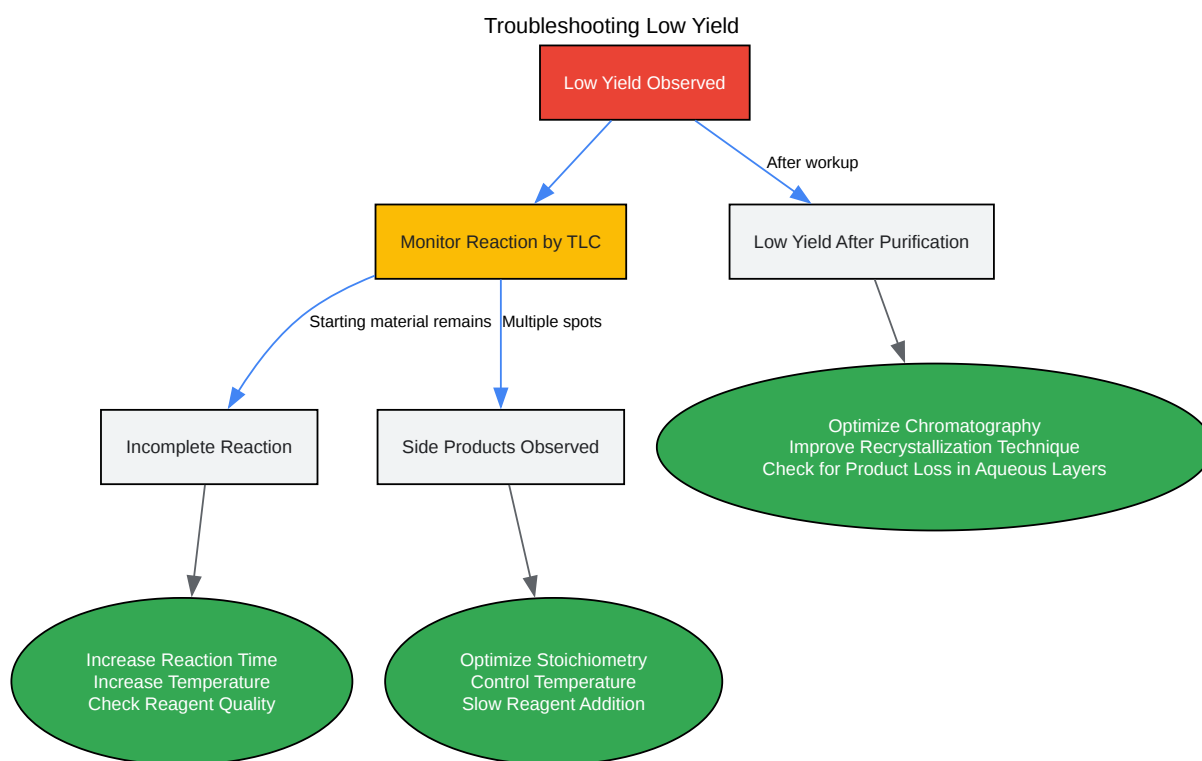 Troubleshooting Low Yield
Low Yield Observed
After workup
Monitor Reaction by TLC
Low Yield After Purification
Starting material remains
Multiple spots
Incomplete Reaction
Side Products Observed
Optimize Chromatography
Improve Recrystallization Technique
Check for Product Loss in Aqueous Layers
Increase Reaction Time
Increase Temperature
Check Reagent Quality
Optimize Stoichiometry
Control Temperature
Slow Reagent Addition